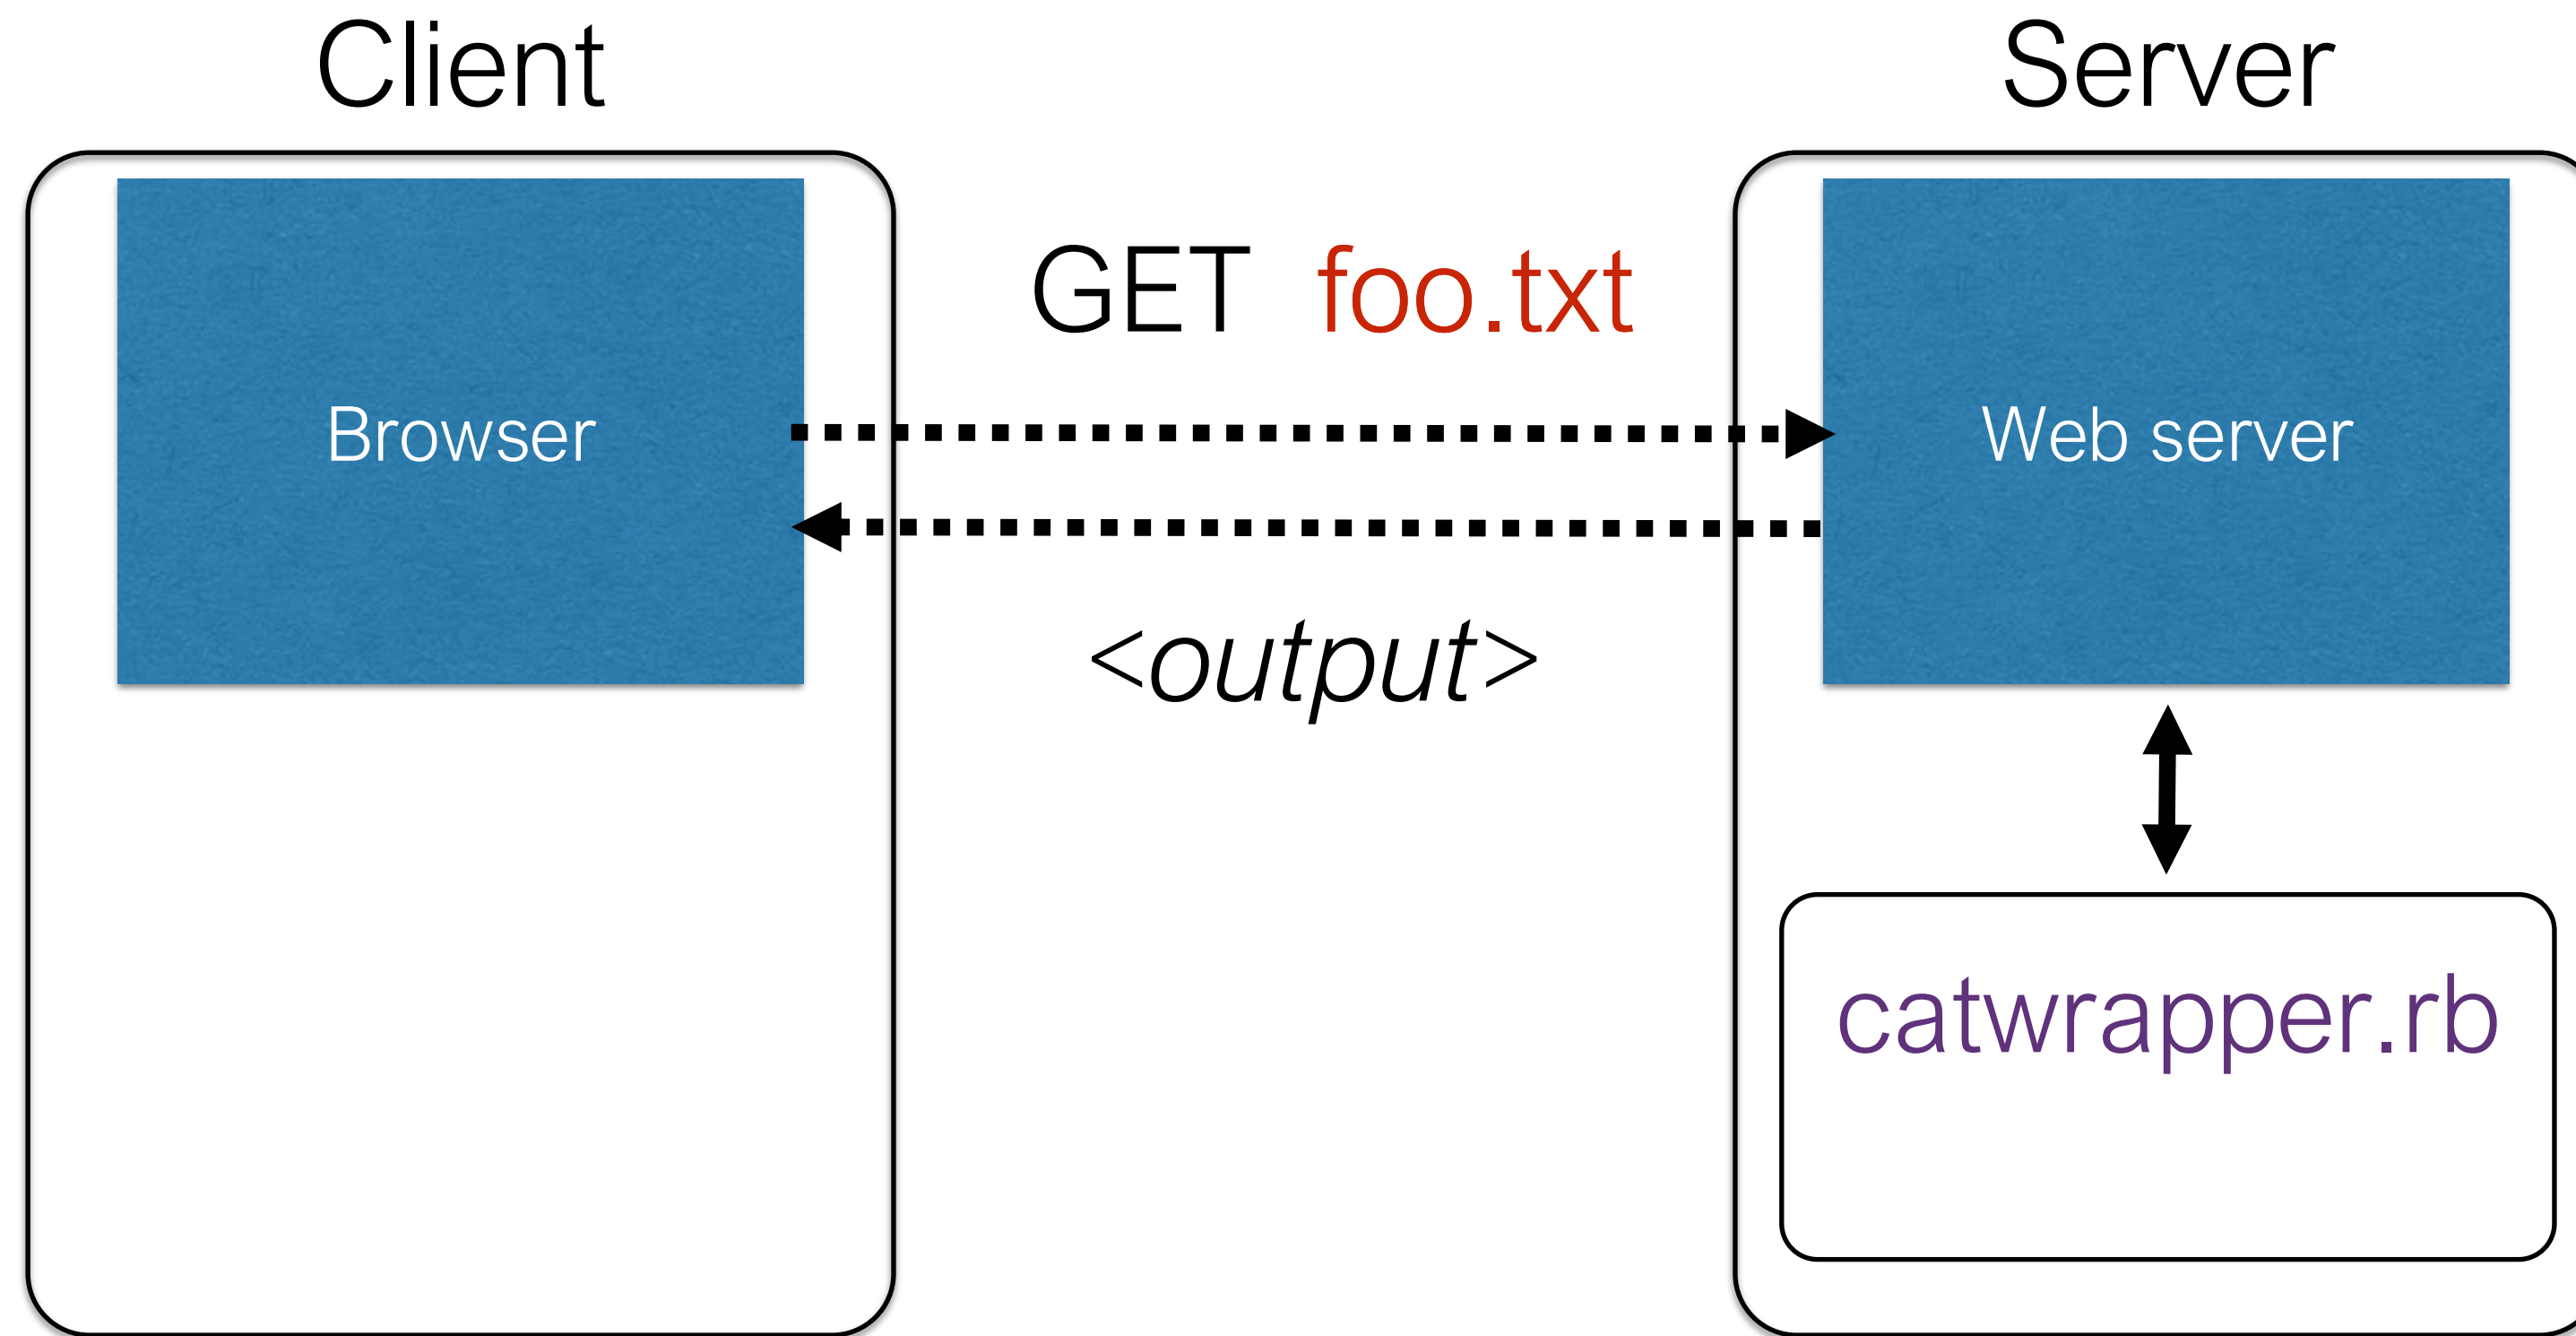 Client
Server
Browser
GET foo.txt
<output>
Web server
catwrapper.rb